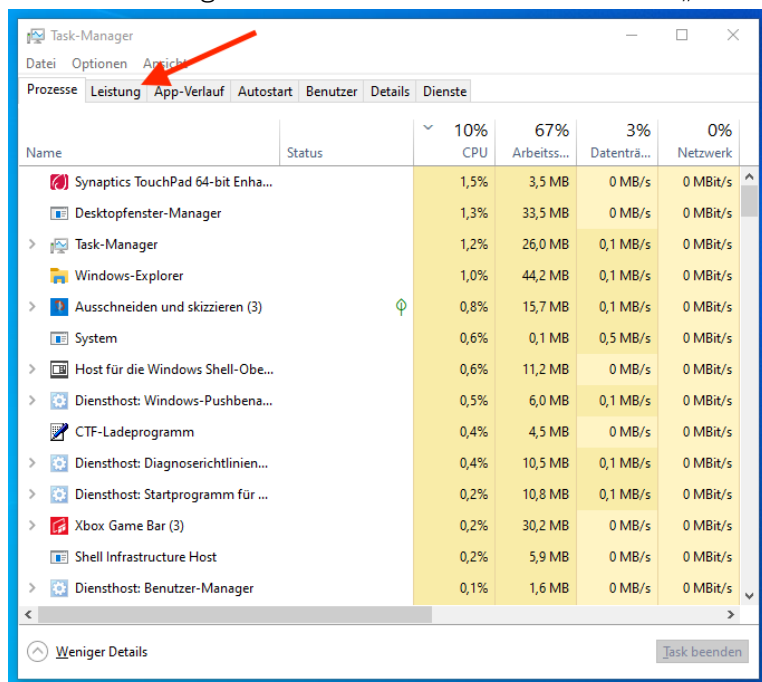 Task-Manager
Datei Optionen Ansicht
Prozesse Leistung App-Verlauf Autostart Benutzer Details Dienste
10% 67% 3% 0%
Name Status CPU Arbeitss... Datenträ... Netzwerk
Synaptics TouchPad 64-bit Enha... 1,5% 3,5 MB 0 MB/s 0 MBit/s
Desktopfenster-Manager 1,3% 33,5 MB 0 MB/s 0 MBit/s
Task-Manager 1,2% 26,0 MB 0,1 MB/s 0 MBit/s
Windows-Explorer 1,0% 44,2 MB 0,1 MB/s 0 MBit/s
Ausschneiden und skizzieren (3) 0,8% 15,7 MB 0,1 MB/s 0 MBit/s
System 0,6% 0,1 MB 0,5 MB/s 0 MBit/s
Host für die Windows Shell-Obe... 0,6% 11,2 MB 0 MB/s 0 MBit/s
Diensthost: Windows-Pushbena... 0,5% 6,0 MB 0,1 MB/s 0 MBit/s
CTF-Ladeprogramm 0,4% 4,5 MB 0 MB/s 0 MBit/s
Diensthost: Diagnoserichtlinien... 0,4% 10,5 MB 0,1 MB/s 0 MBit/s
Diensthost: Startprogramm für ... 0,2% 10,8 MB 0,1 MB/s 0 MBit/s
Xbox Game Bar (3) 0,2% 30,2 MB 0 MB/s 0 MBit/s
Shell Infrastructure Host 0,2% 5,9 MB 0 MB/s 0 MBit/s
Diensthost: Benutzer-Manager 0,1% 1,6 MB 0 MB/s 0 MBit/s
Weniger Details Task beenden